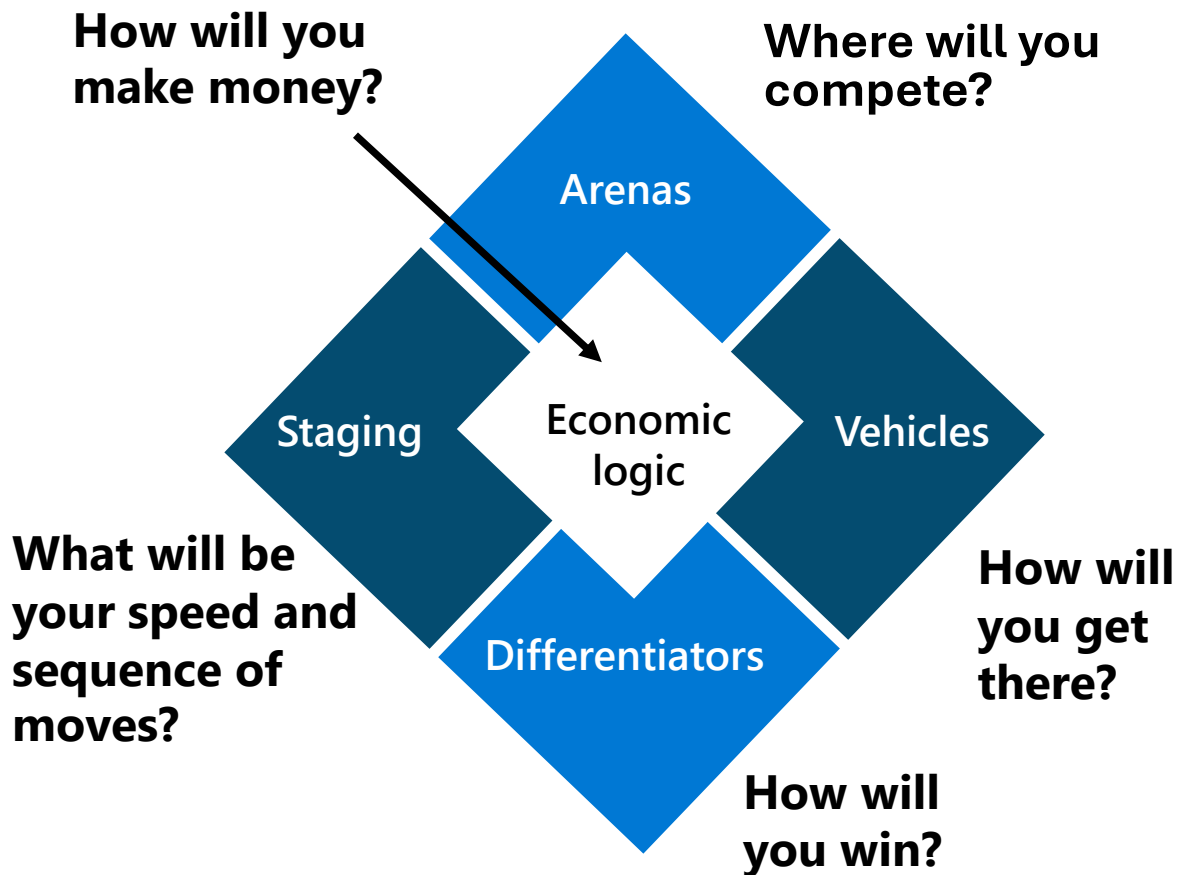 How will you
make money?
Where will you
compete?
Arenas
Staging
Economic
logic
Vehicles
What will be
your speed and
sequence of
moves?
How will
you get
there?
Differentiators
How will
you win?